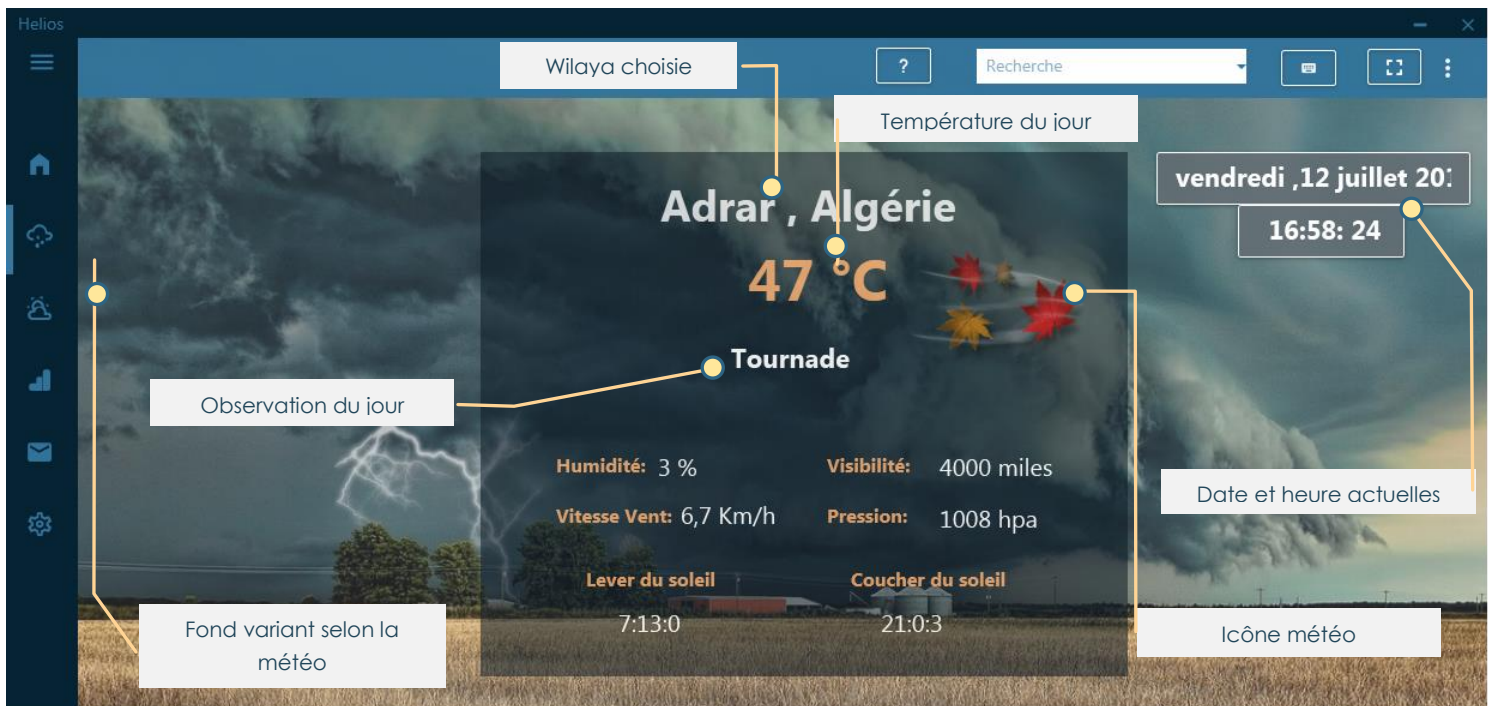 Helios
Wilaya choisie
?
Recherche
Température du jour
vendredi ,12 juillet 201
16:58: 24
Adrar , Algérie
47 °C
Tournade
Observation du jour
Humidité: 3 %
Visibilité: 4000 miles
Vitesse Vent: 6,7 Km/h
Pression: 1008 hpa
Date et heure actuelles
Lever du soleil
Coucher du soleil
7:13:0
21:0:3
Fond variant selon la
météo
Icône météo